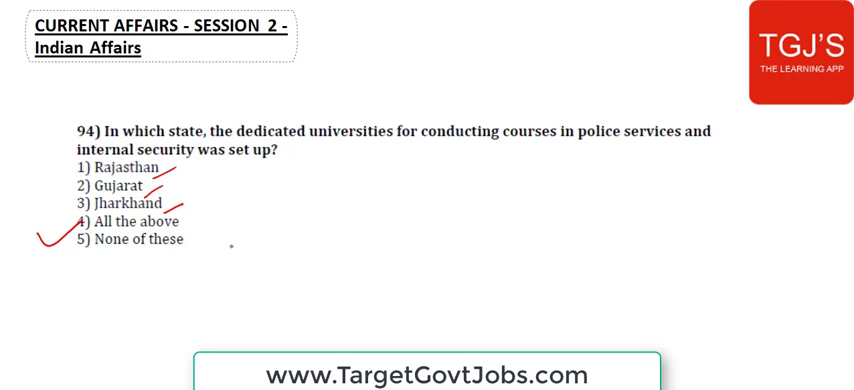 CURRENT AFFAIRS - SESSION 2 -
Indian Affairs
TGJ'S
THE LEARNING APP
94) In which state, the dedicated universities for conducting courses in police services and
internal security was set up?
1) Rajasthan
2) Gujarat
3) Jharkhand
4) All the above
5) None of these
www.TargetGovtJobs.com